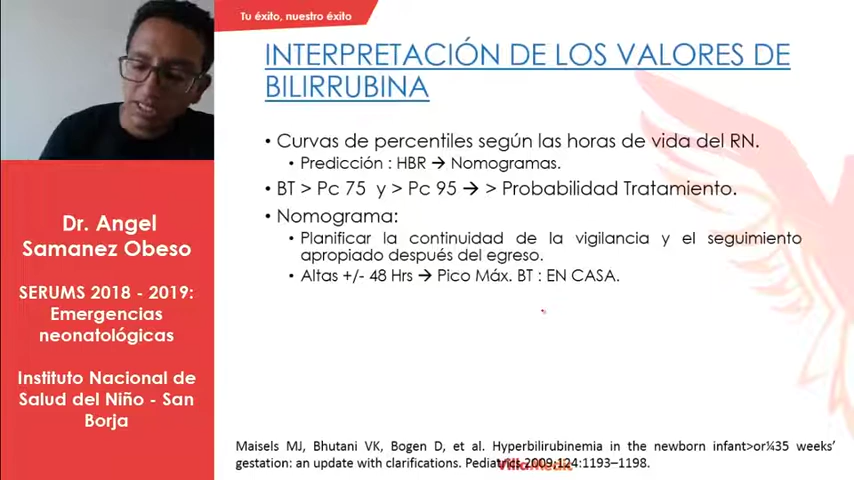 Tu éxito, nuestro éxito
INTERPRETACIÓN DE LOS VALORES DE
BILIRRUBINA
• Curvas de percentiles según las horas de vida del RN.
• Predicción : HBR → Nomogramas.
• BT > Pc 75 y > Pc 95 → > Probabilidad Tratamiento.
• Nomograma:
• Planificar la continuidad de la vigilancia y el seguimiento
apropiado después del egreso.
• Altas +/- 48 Hrs → Pico Máx. BT : EN CASA.
Dr. Angel
Samanez Obeso
SERUMS 2018 - 2019:
Emergencias
neonatológicas
Instituto Nacional de
Salud del Niño - San
Borja
Maisels MJ, Bhutani VK, Bogen D, et al. Hyperbilirubinemia in the newborn infant>or¼35 weeks’
gestation: an update with clarifications. Pediatrics 2009;124:1193–1198.